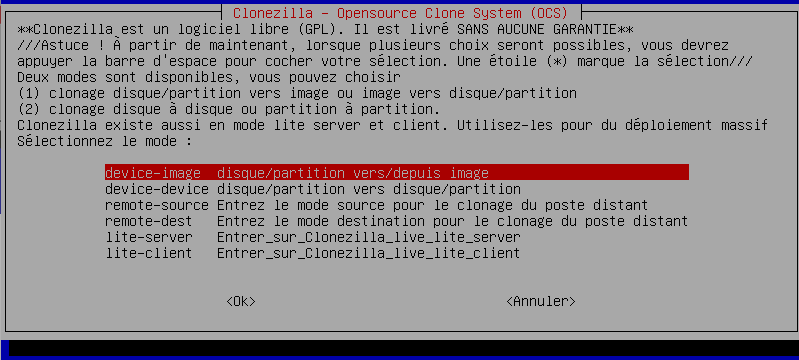 Clonezilla - Opensource Clone System (OCS)
**Clonezilla est un logiciel libre (GPL). Il est livré SANS AUCUNE GARANTIE**
///Astuce ! À partir de maintenant, lorsque plusieurs choix seront possibles, vous devrez
appuyer la barre d'espace pour cocher votre sélection. Une étoile (*) marque la sélection///
Deux modes sont disponibles, vous pouvez choisir
(1) clonage disque/partition vers image ou image vers disque/partition
(2) clonage disque à disque ou partition à partition.
Clonezilla existe aussi en mode lite server et client. Utilisez-les pour du déploiement massif
Sélectionnez le mode :
device-image disque/partition vers/depuis image
device-device disque/partition vers disque/partition
remote-source Entrez le mode source pour le clonage du poste distant
remote-dest Entrez le mode destination pour le clonage du poste distant
lite-server Entrer_sur_Clonezilla_live_lite_server
lite-client Entrer_sur_Clonezilla_live_lite_client
<Ok> <Annuler>